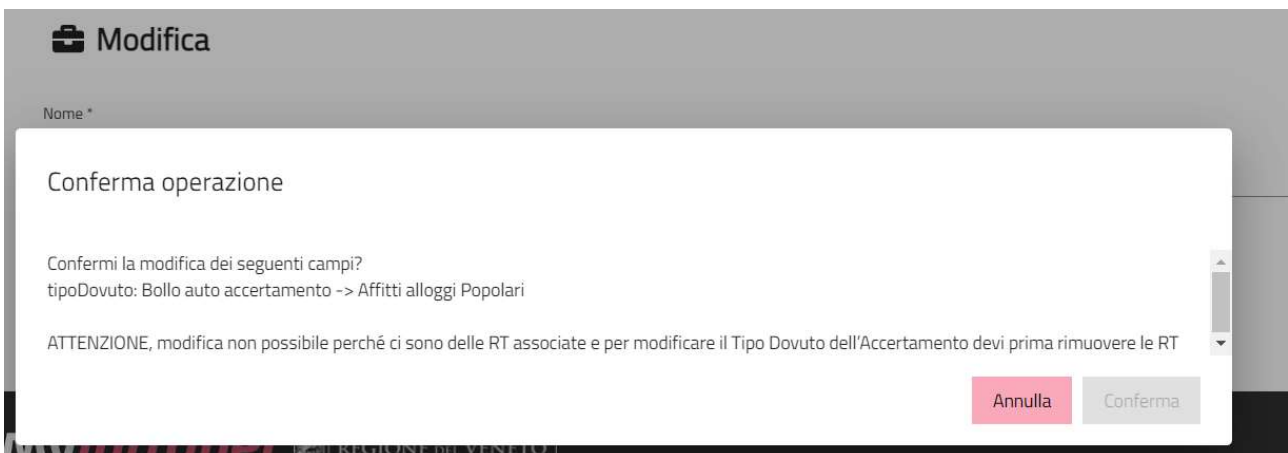 Modifica
Nome *
Conferma operazione
Confermi la modifica dei seguenti campi?
tipoDovuto: Bollo auto accertamento -> Affitti alloggi Popolari
ATTENZIONE, modifica non possibile perché ci sono delle RT associate e per modificare il Tipo Dovuto dell'Accertamento devi prima rimuovere le RT
Annulla
Conferma
REGIONE DEL VENETO